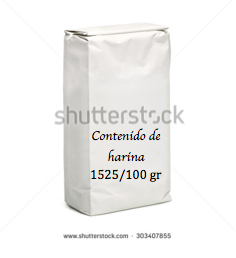 shutterstock
Contenido de
harina
1525/100 gr
www.shutterstock.com · 303407855